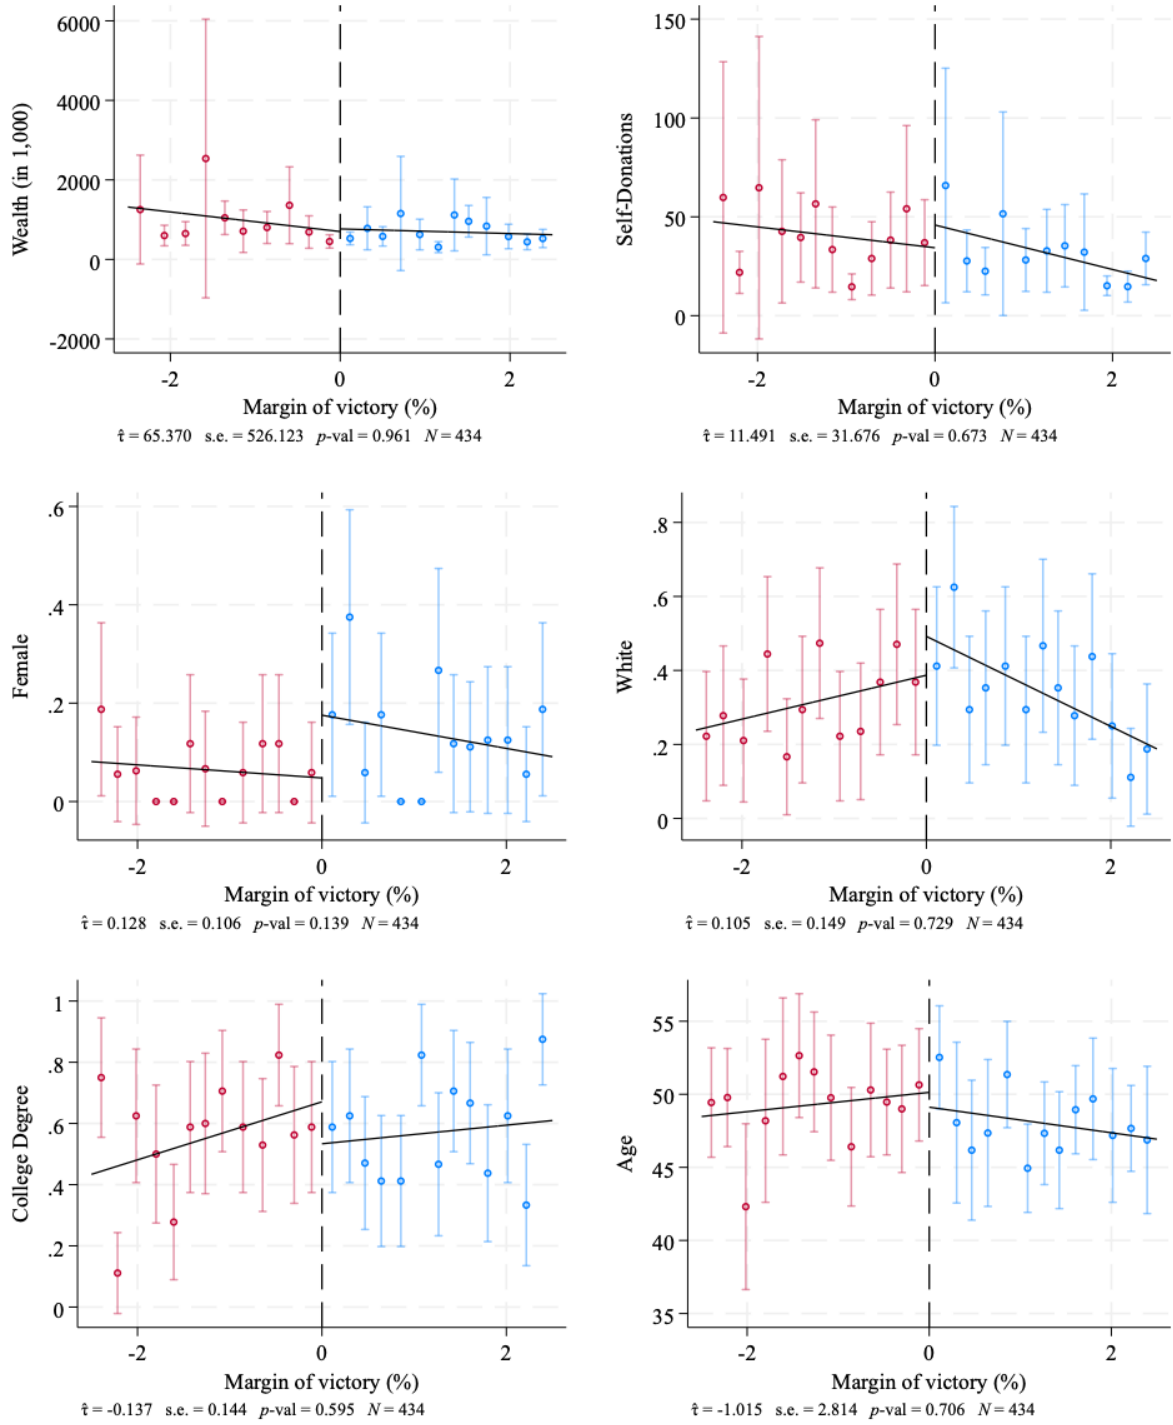 6000
4000
2000
0
-2000
Wealth (in 1,000)
-2 0 2
Margin of victory (%)
τ̂ = 65.370 s.e. = 526.123 p-val = 0.961 N = 434
150
100
50
0
Self-Donations
-2 0 2
Margin of victory (%)
τ̂ = 11.491 s.e. = 31.676 p-val = 0.673 N = 434
.6
.4
.2
0
Female
-2 0 2
Margin of victory (%)
τ̂ = 0.128 s.e. = 0.106 p-val = 0.139 N = 434
.8
.6
.4
.2
0
White
-2 0 2
Margin of victory (%)
τ̂ = 0.105 s.e. = 0.149 p-val = 0.729 N = 434
1
.8
.6
.4
.2
0
College Degree
-2 0 2
Margin of victory (%)
τ̂ = -0.137 s.e. = 0.144 p-val = 0.595 N = 434
55
50
45
40
35
Age
-2 0 2
Margin of victory (%)
τ̂ = -1.015 s.e. = 2.814 p-val = 0.706 N = 434